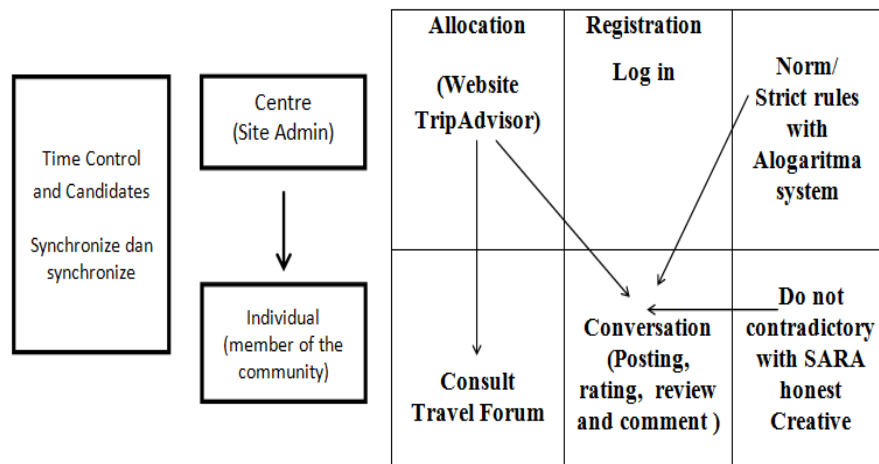 Time Control
and Candidates
Synchronize dan
synchronize
Centre
(Site Admin)
Individual
(member of the
community)
Allocation
(Website
TripAdvisor)
Registration
Log in
Norm/
Strict rules
with
Alogaritma
system
Consult
Travel Forum
Conversation
(Posting,
rating, review
and comment )
Do not
contradictory
with SARA
honest
Creative